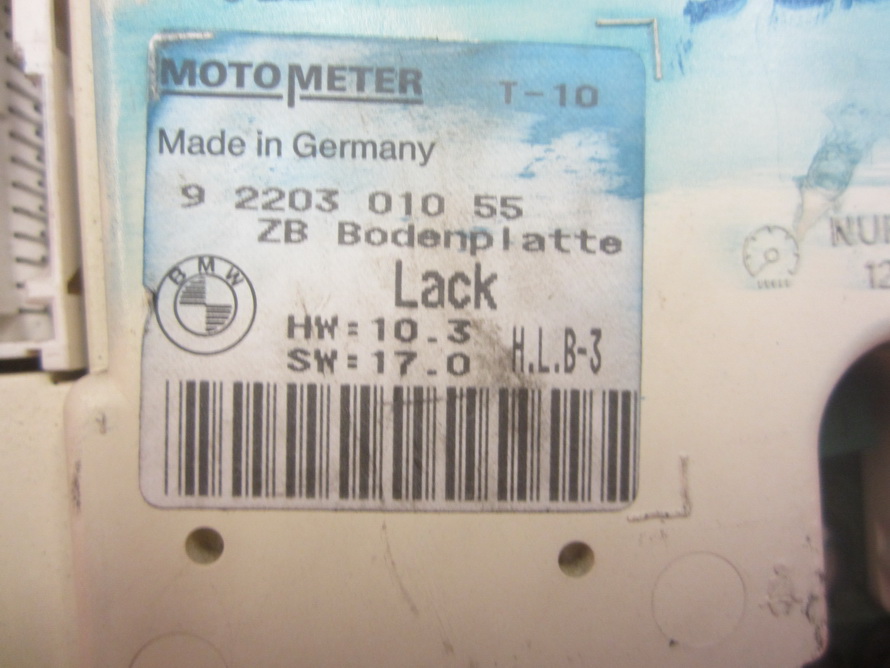 MOTOMETER T-10
Made in Germany
9 2203 010 55
ZB Bodenplatte
Lack
BMW
HW=10.3 H.L.B-3
SW=17.0
12